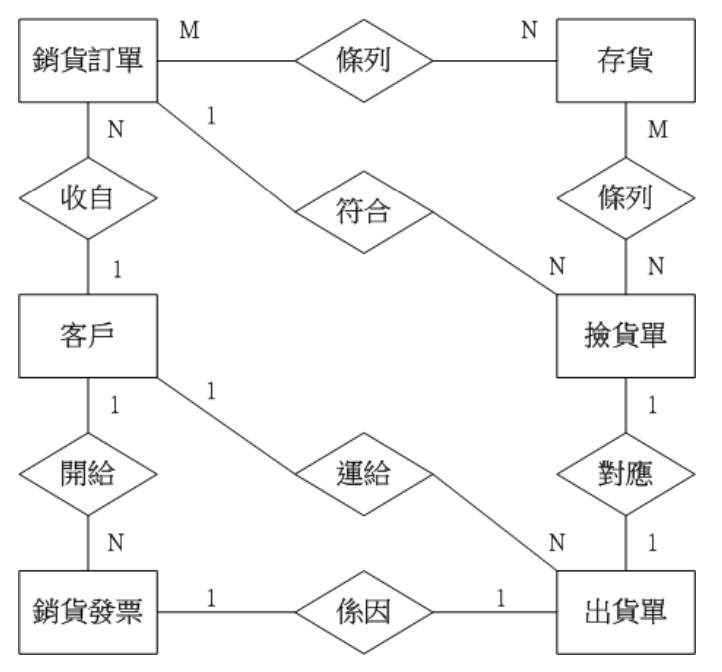 銷貨訂單 M 條列 N 存貨
N 1 M
收自 符合 條列
1 N N
客戶 撿貨單
1 1 1
開給 運給 對應
N N 1
銷貨發票 1 係因 1 出貨單